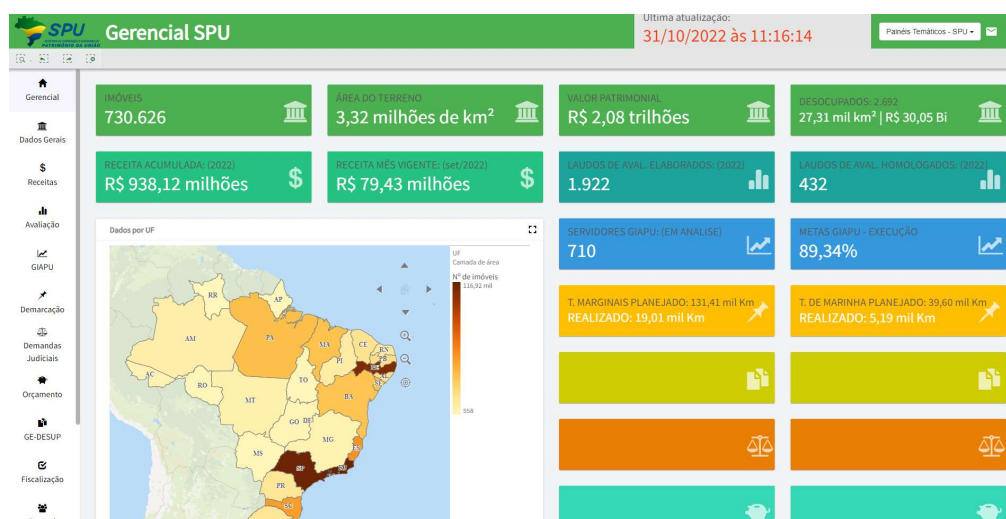 SPU
PATRIMÔNIO DA UNIÃO
Gerencial SPU
Ultima atualização:
31/10/2022 às 11:16:14
Painéis Temáticos - SPU
Gerencial
Dados Gerais
Receitas
Avaliação
GIAPU
Demarcação
Demandas
Judiciais
Orçamento
GE-DESUP
Fiscalização
IMÓVEIS
730.626
ÁREA DO TERRENO
3,32 milhões de km²
VALOR PATRIMONIAL
R$ 2,08 trilhões
DESOCUPADOS: 2.692
27,31 mil km² | R$ 30,05 Bi
RECEITA ACUMULADA: (2022)
R$ 938,12 milhões
RECEITA MÊS VIGENTE: (set/2022)
R$ 79,43 milhões
LAUDOS DE AVAL. ELABORADOS: (2022)
1.922
LAUDOS DE AVAL. HOMOLOGADOS: (2022)
432
Dados por UF
UF
Camada de área
Nº de imóveis
116,92 mil
558
RR
AP
AM
PA
MA
CE
RN
PB
PI
AC
RO
TO
BA
MT
GO
DF
MG
ES
MS
SP
RJ
PR
SC
SERVIDORES GIAPU: (EM ANALISE)
710
METAS GIAPU - EXECUÇÃO
89,34%
T. MARGINAIS PLANEJADO: 131,41 mil Km
REALIZADO: 19,01 mil Km
T. DE MARINHA PLANEJADO: 39,60 mil Km
REALIZADO: 5,19 mil Km